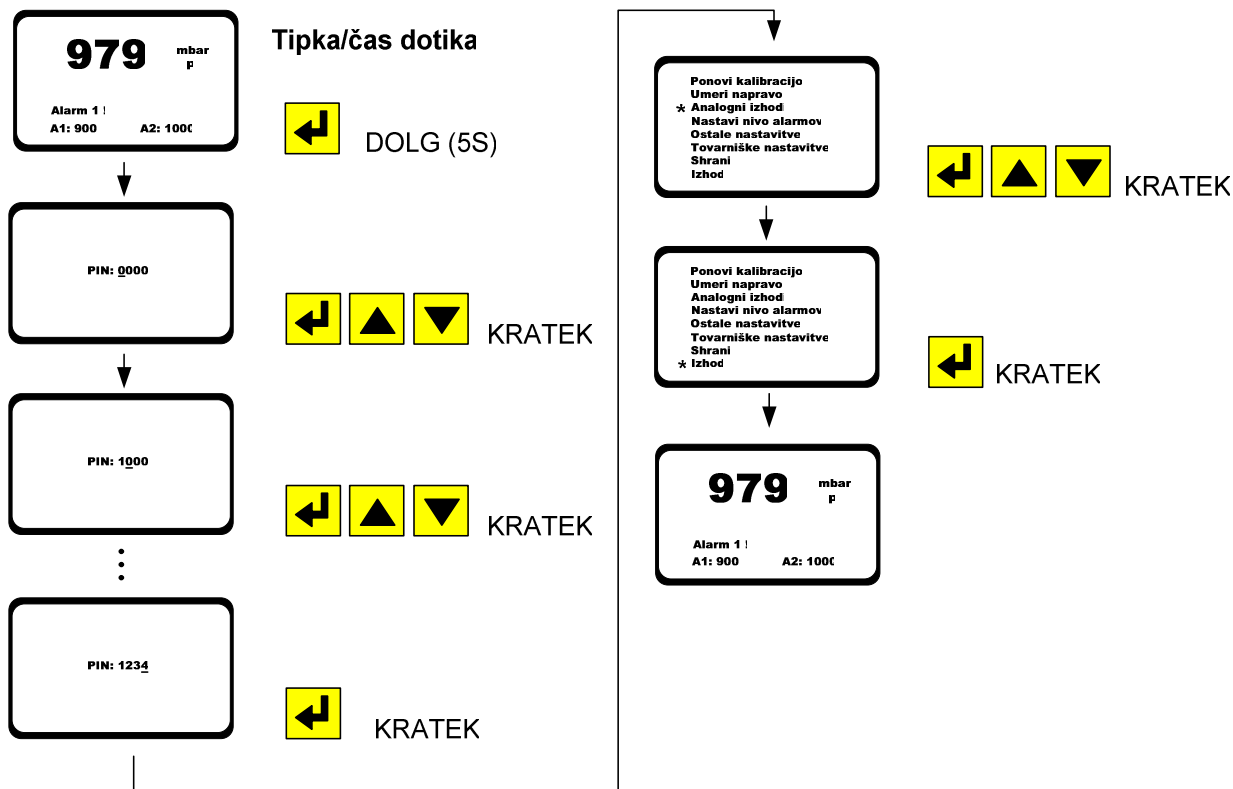 979 mbar
p
Alarm 1 !
A1: 900 A2: 1000
Tipka/čas dotika
DOLG (5S)
PIN: 0000
KRATEK
PIN: 1000
KRATEK
PIN: 1234
KRATEK
Ponovi kalibracijo
Umeri napravo
* Analogni izhod
Nastavi nivo alarmov
Ostale nastavitve
Tovarniške nastavitve
Shrani
Izhod
KRATEK
Ponovi kalibracijo
Umeri napravo
Analogni izhod
Nastavi nivo alarmov
Ostale nastavitve
Tovarniške nastavitve
Shrani
* Izhod
KRATEK
979 mbar
p
Alarm 1 !
A1: 900 A2: 1000